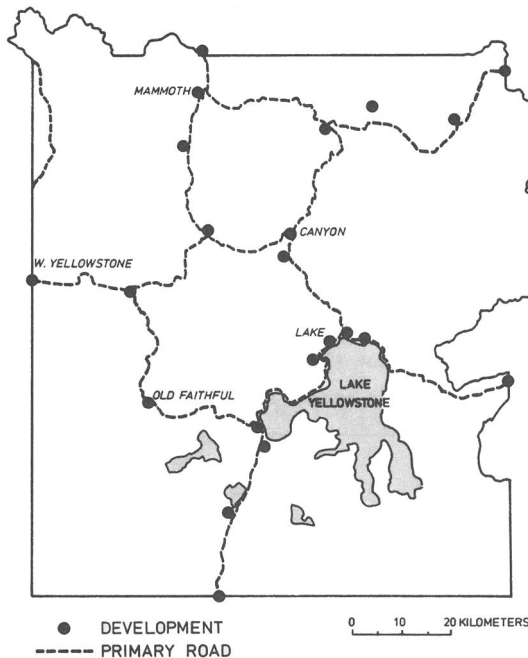 MAMMOTH
CANYON
W. YELLOWSTONE
LAKE
LAKE
YELLOWSTONE
OLD FAITHFUL
DEVELOPMENT
PRIMARY ROAD
0 10 20 KILOMETERS